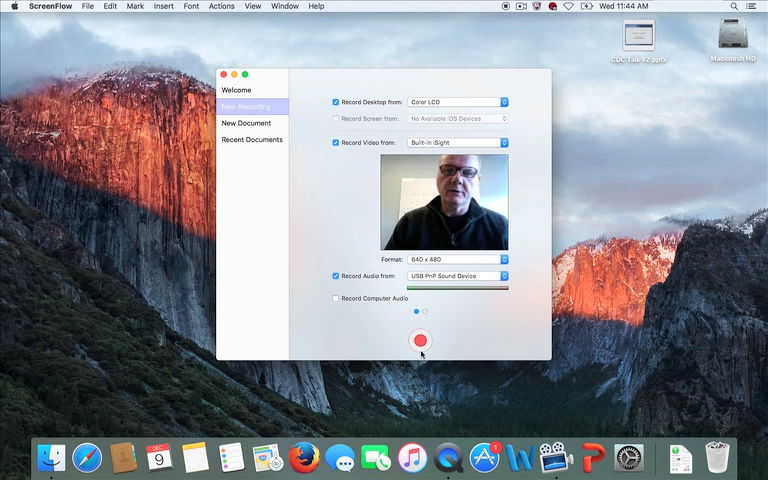 ScreenFlow File Edit Mark Insert Font Actions View Window Help Wed 11:44 AM
CDC Talk V2.pptx
Macintosh HD
Welcome
New Recording
New Document
Recent Documents
Record Desktop from: Color LCD
Record Screen from: No Available iOS Devices
Record Video from: Built-in iSight
Format: 640 x 480
Record Audio from: USB PnP Sound Device
Record Computer Audio
DEC
9
1